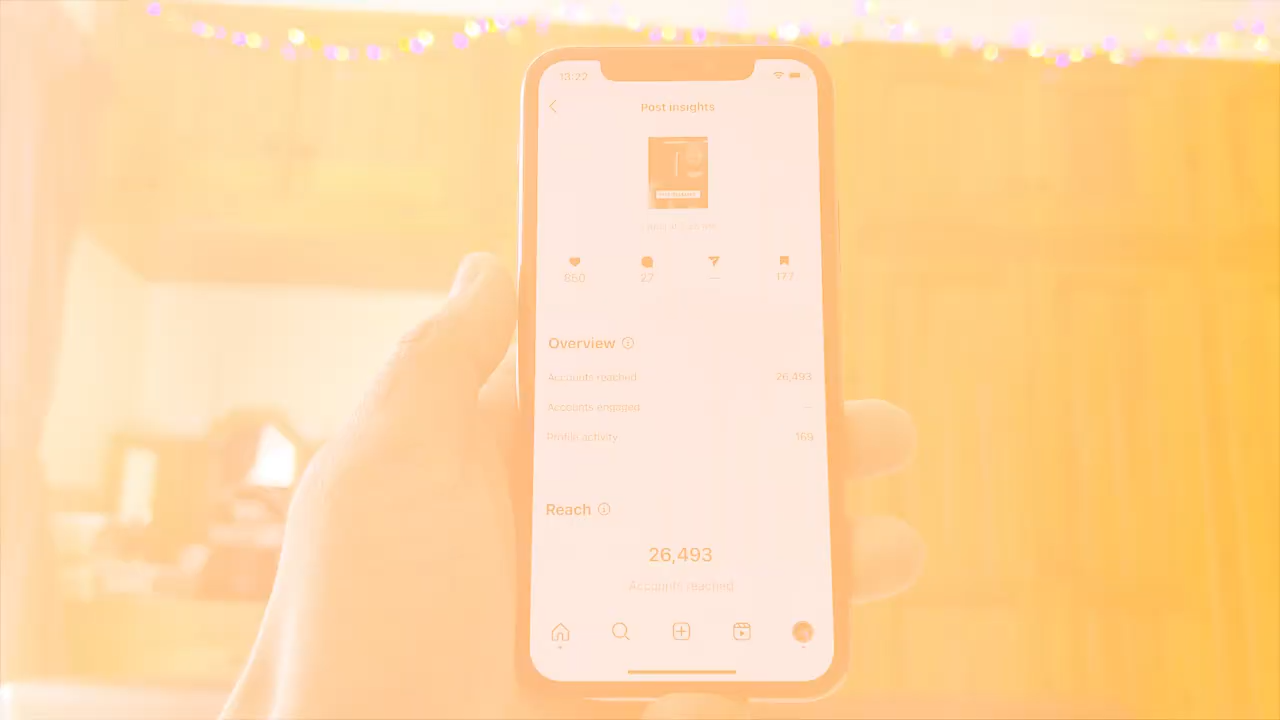 13:22
Post insights
27
177
Overview
Accounts reached 26,493
Accounts engaged --
Profile activity 169
Reach
26,493
Accounts reached